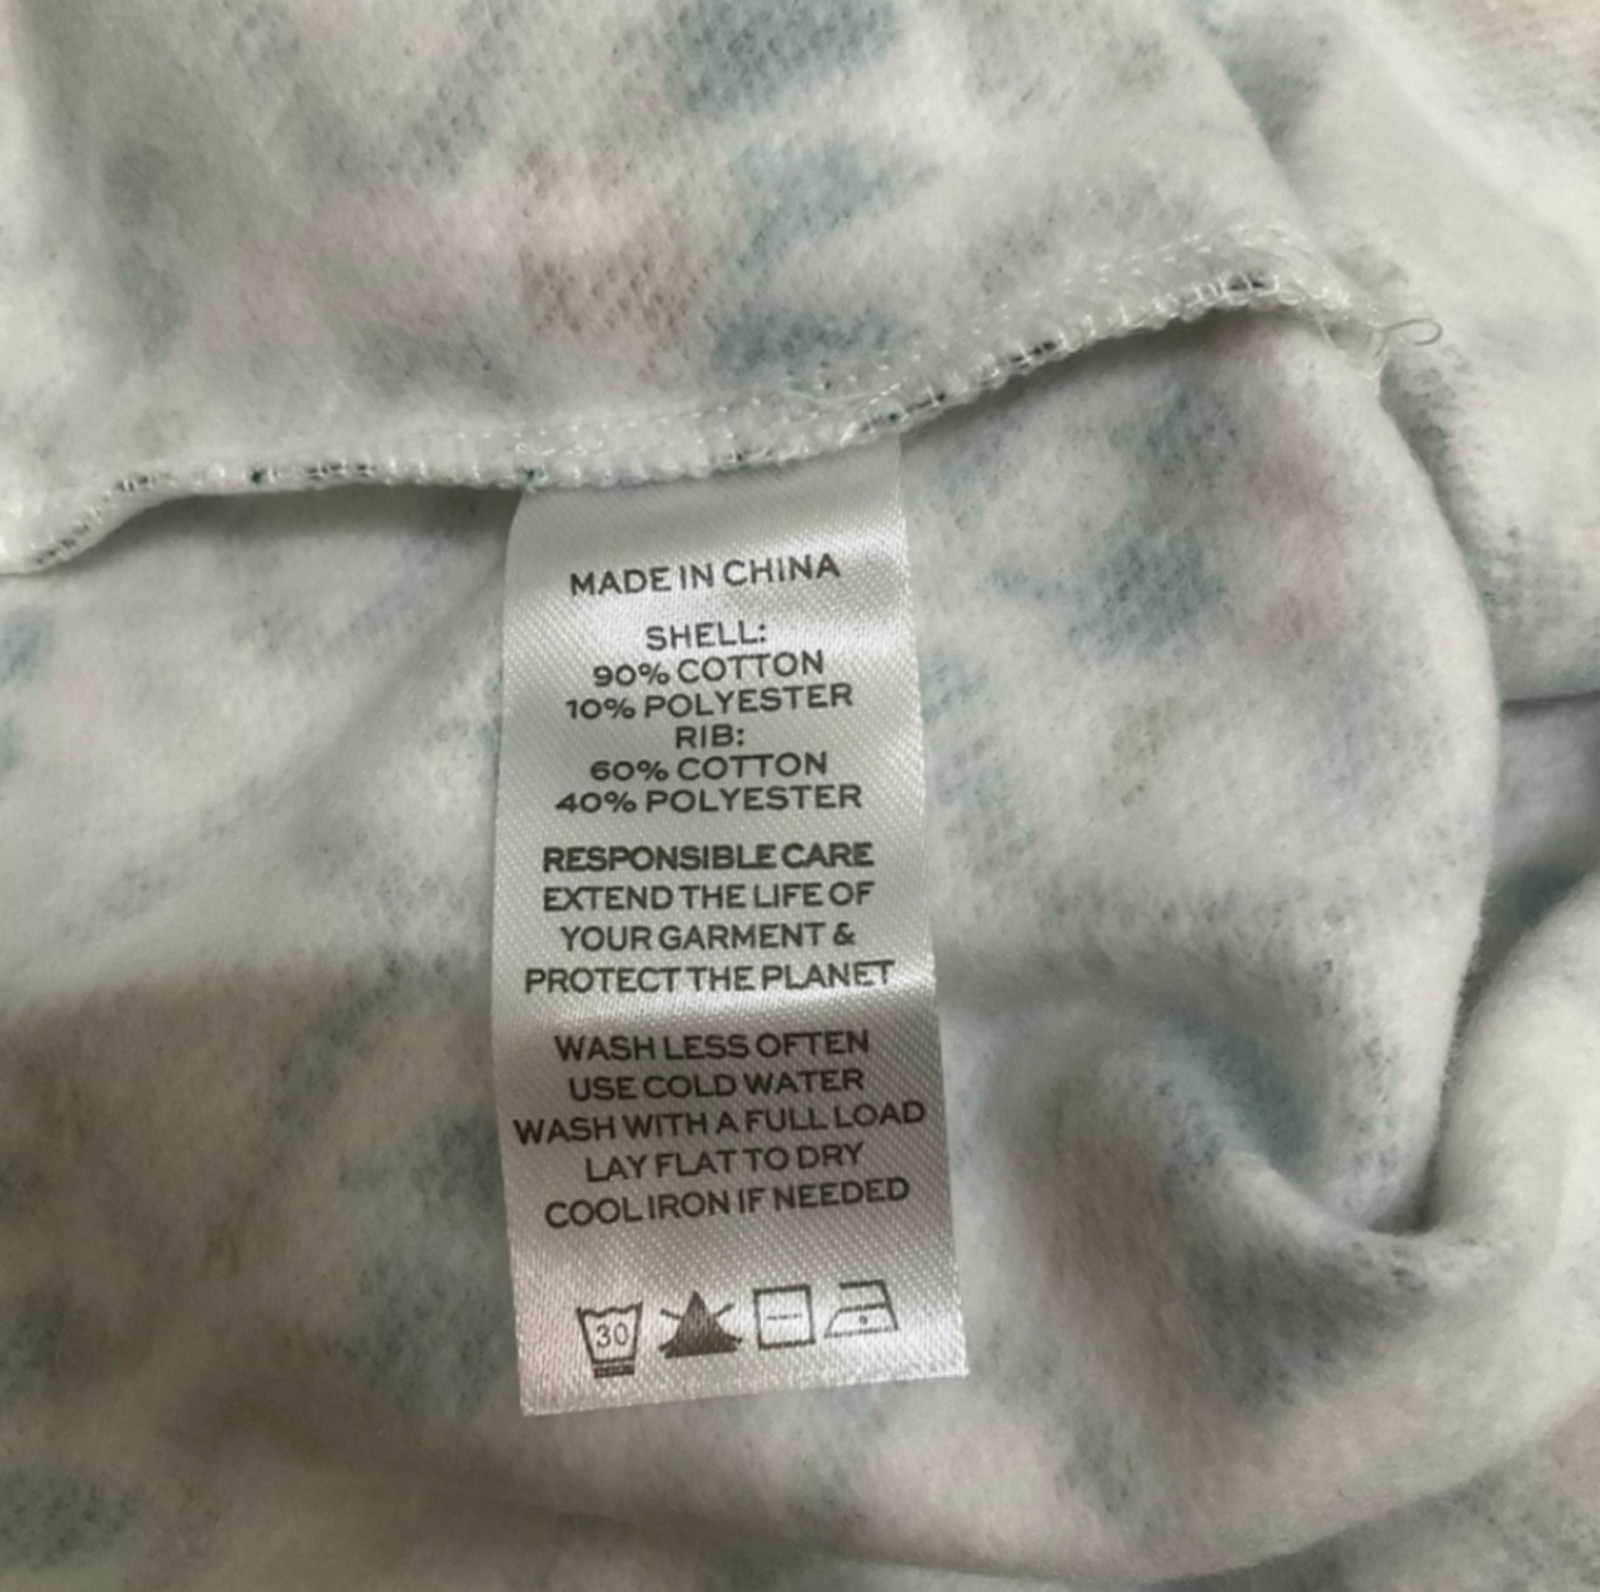 MADE IN CHINA
SHELL:
90% COTTON
10% POLYESTER
RIB:
60% COTTON
40% POLYESTER
RESPONSIBLE CARE
EXTEND THE LIFE OF
YOUR GARMENT &
PROTECT THE PLANET
WASH LESS OFTEN
USE COLD WATER
WASH WITH A FULL LOAD
LAY FLAT TO DRY
COOL IRON IF NEEDED
30